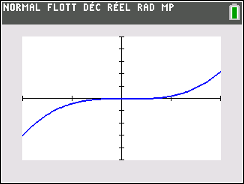 NORMAL FLOTT DÉC RÉEL RAD MP